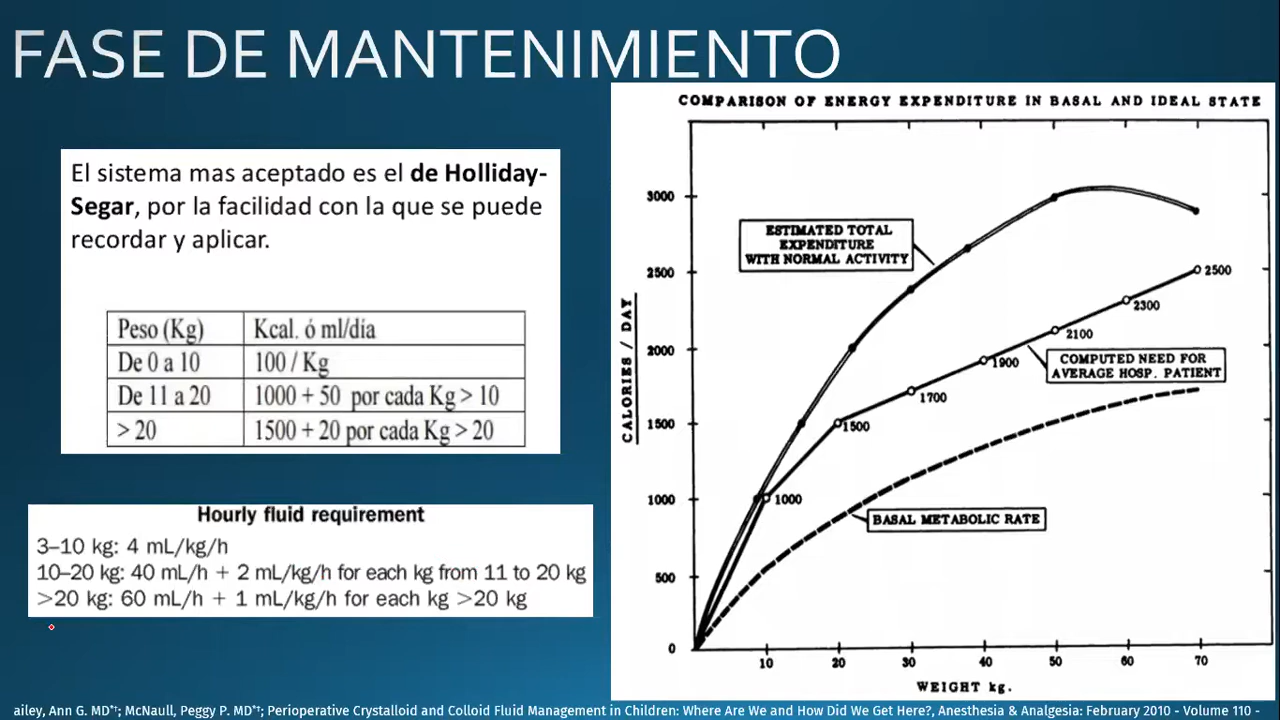 FASE DE MANTENIMIENTO
El sistema mas aceptado es el de Holliday-
Segar, por la facilidad con la que se puede
recordar y aplicar.
Peso (Kg) Kcal. ó ml/día
De 0 a 10 100 / Kg
De 11 a 20 1000 + 50 por cada Kg > 10
> 20 1500 + 20 por cada Kg > 20
Hourly fluid requirement
3–10 kg: 4 mL/kg/h
10–20 kg: 40 mL/h + 2 mL/kg/h for each kg from 11 to 20 kg
>20 kg: 60 mL/h + 1 mL/kg/h for each kg >20 kg
COMPARISON OF ENERGY EXPENDITURE IN BASAL AND IDEAL STATE
CALORIES / DAY
3000
2500
2000
1500
1000
500
0
ESTIMATED TOTAL
EXPENDITURE
WITH NORMAL ACTIVITY
2500
2300
2100
1900
1700
1500
1000
COMPUTED NEED FOR
AVERAGE HOSP. PATIENT
BASAL METABOLIC RATE
10 20 30 40 50 60 70
WEIGHT kg.
ailey, Ann G. MD*†; McNaull, Peggy P. MD*†; Perioperative Crystalloid and Colloid Fluid Management in Children: Where Are We and How Did We Get Here?, Anesthesia & Analgesia: February 2010 - Volume 110 -